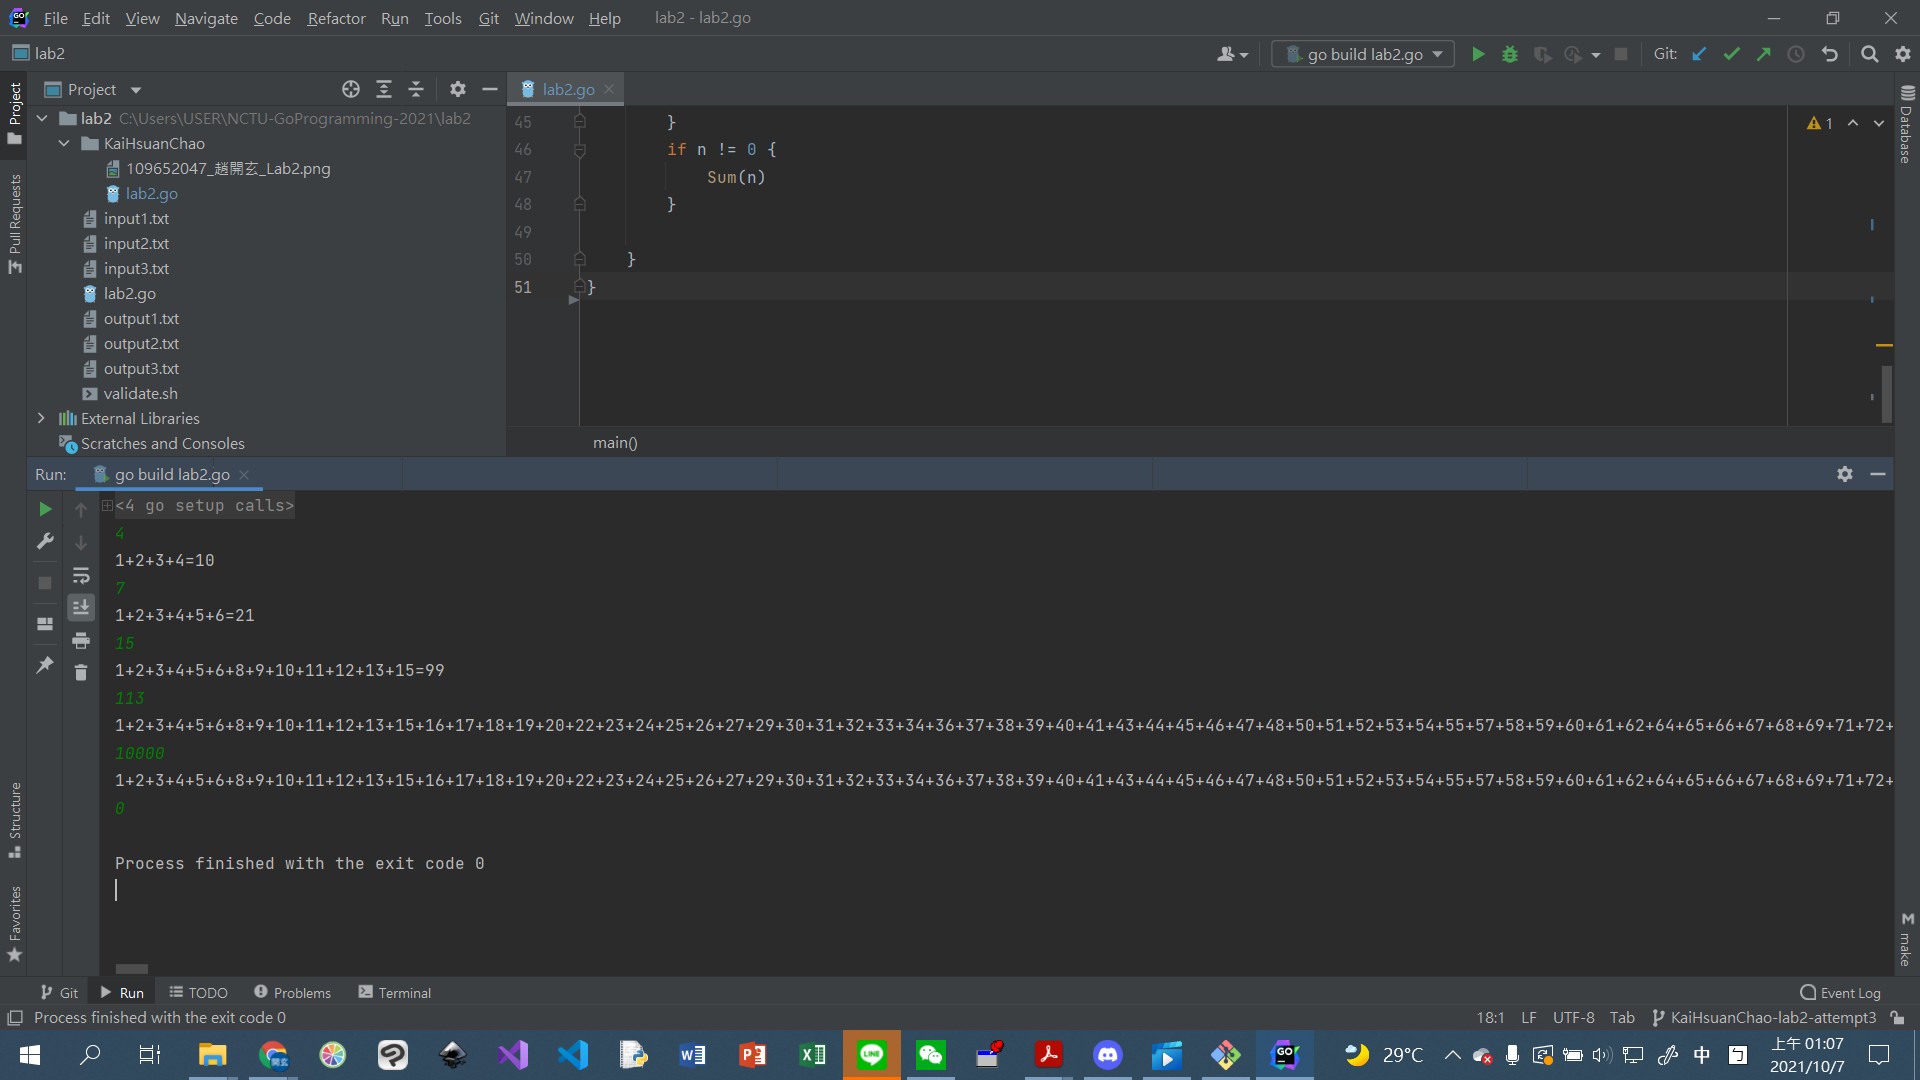 File Edit View Navigate Code Refactor Run Tools Git Window Help lab2 - lab2.go
lab2
go build lab2.go Git:
Project
lab2.go
Project
Pull Requests
Structure
Favorites
Database
make
lab2 C:\Users\USER\NCTU-GoProgramming-2021\lab2
KaiHsuanChao
109652047_趙開玄_Lab2.png
lab2.go
input1.txt
input2.txt
input3.txt
lab2.go
output1.txt
output2.txt
output3.txt
validate.sh
External Libraries
Scratches and Consoles
45 }
46 if n != 0 {
47 Sum(n)
48 }
49
50 }
51 }
1
main()
Run: go build lab2.go
<4 go setup calls>
4
1+2+3+4=10
7
1+2+3+4+5+6=21
15
1+2+3+4+5+6+8+9+10+11+12+13+15=99
113
1+2+3+4+5+6+8+9+10+11+12+13+15+16+17+18+19+20+22+23+24+25+26+27+29+30+31+32+33+34+36+37+38+39+40+41+43+44+45+46+47+48+50+51+52+53+54+55+57+58+59+60+61+62+64+65+66+67+68+69+71+72+
10000
1+2+3+4+5+6+8+9+10+11+12+13+15+16+17+18+19+20+22+23+24+25+26+27+29+30+31+32+33+34+36+37+38+39+40+41+43+44+45+46+47+48+50+51+52+53+54+55+57+58+59+60+61+62+64+65+66+67+68+69+71+72+
0
Process finished with the exit code 0
Git Run TODO Problems Terminal Event Log
Process finished with the exit code 0 18:1 LF UTF-8 Tab KaiHsuanChao-lab2-attempt3
29°C 中 上午 01:07
2021/10/7